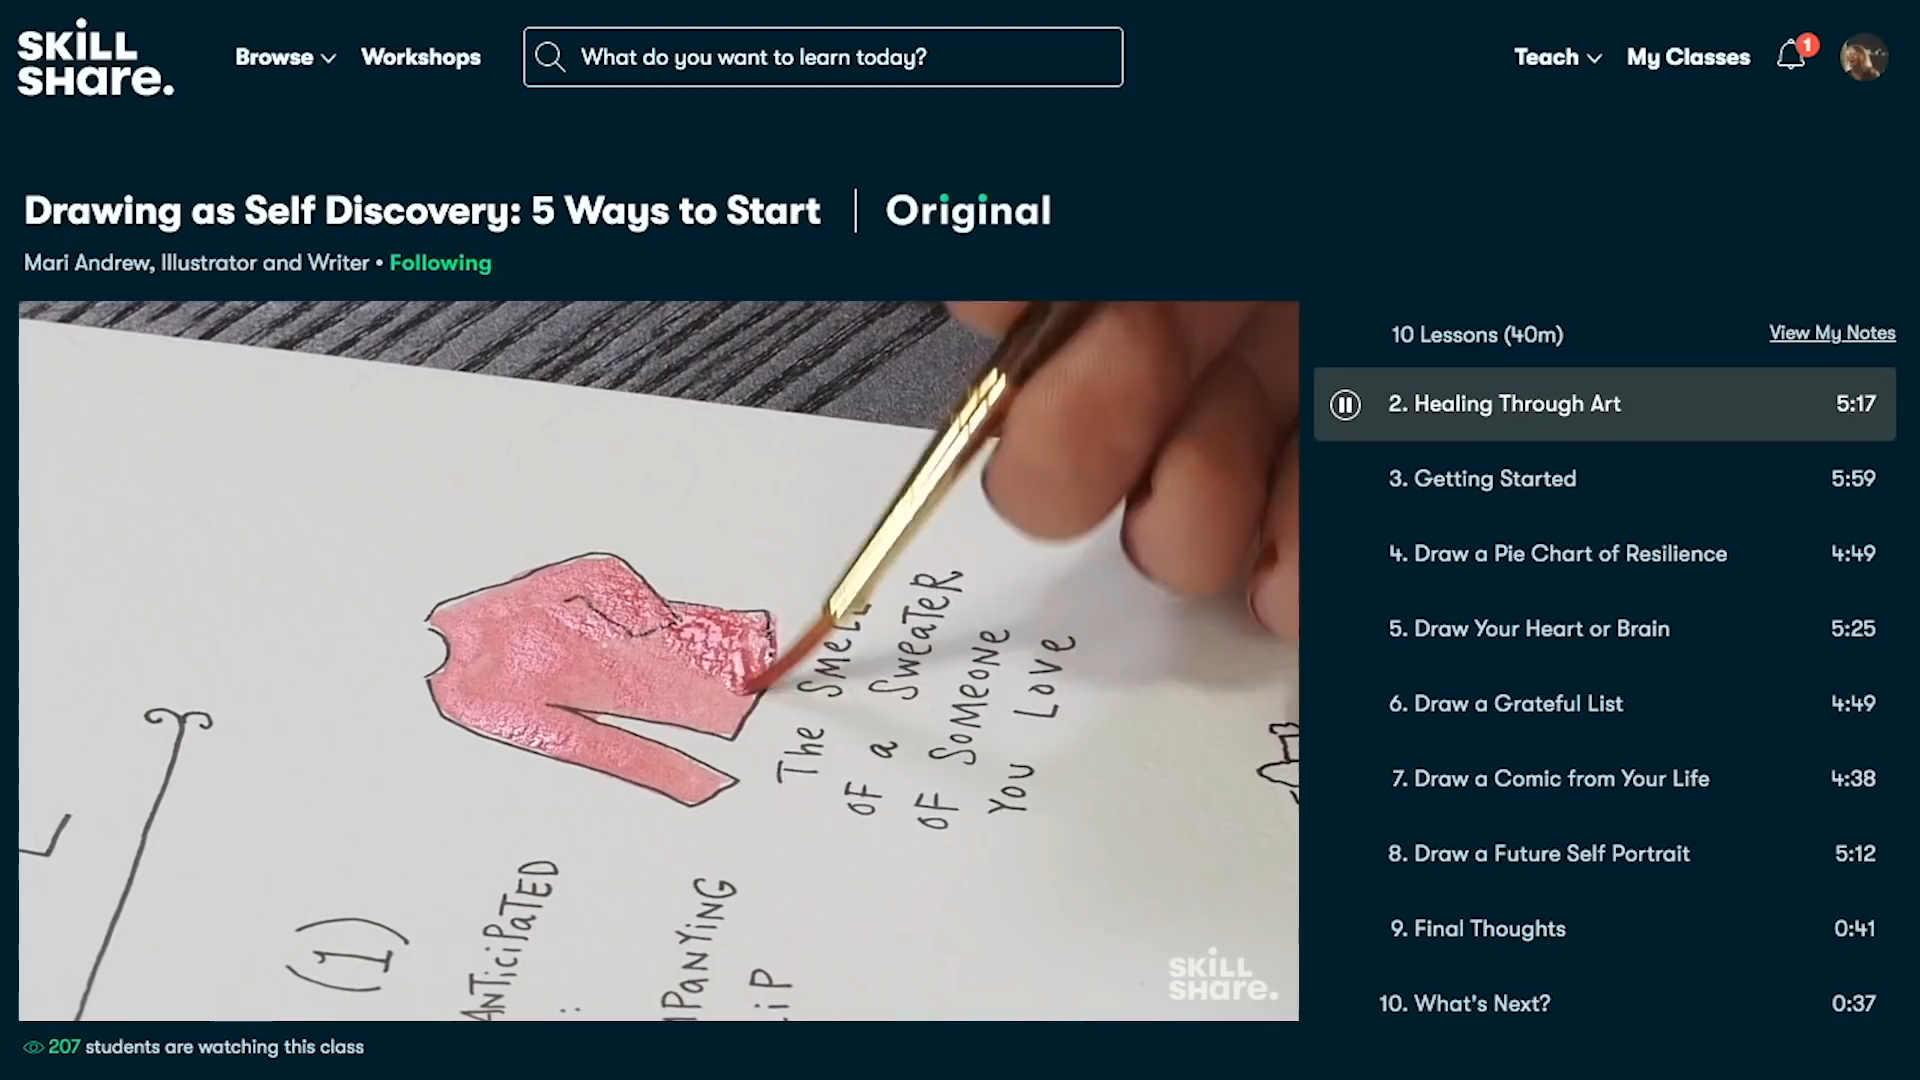 SKiLL
SHare.
Browse
Workshops
What do you want to learn today?
Teach
My Classes
1
Drawing as Self Discovery: 5 Ways to Start
Original
Mari Andrew, Illustrator and Writer • Following
10 Lessons (40m)
View My Notes
2. Healing Through Art 5:17
3. Getting Started 5:59
4. Draw a Pie Chart of Resilience 4:49
5. Draw Your Heart or Brain 5:25
6. Draw a Grateful List 4:49
7. Draw a Comic from Your Life 4:38
8. Draw a Future Self Portrait 5:12
9. Final Thoughts 0:41
10. What's Next? 0:37
The SMeLL
OF a SweaTeR
OF SOMEONE
YOU LOVe
(1)
ANTiciPaTED
SKiLL
SHare.
207 students are watching this class